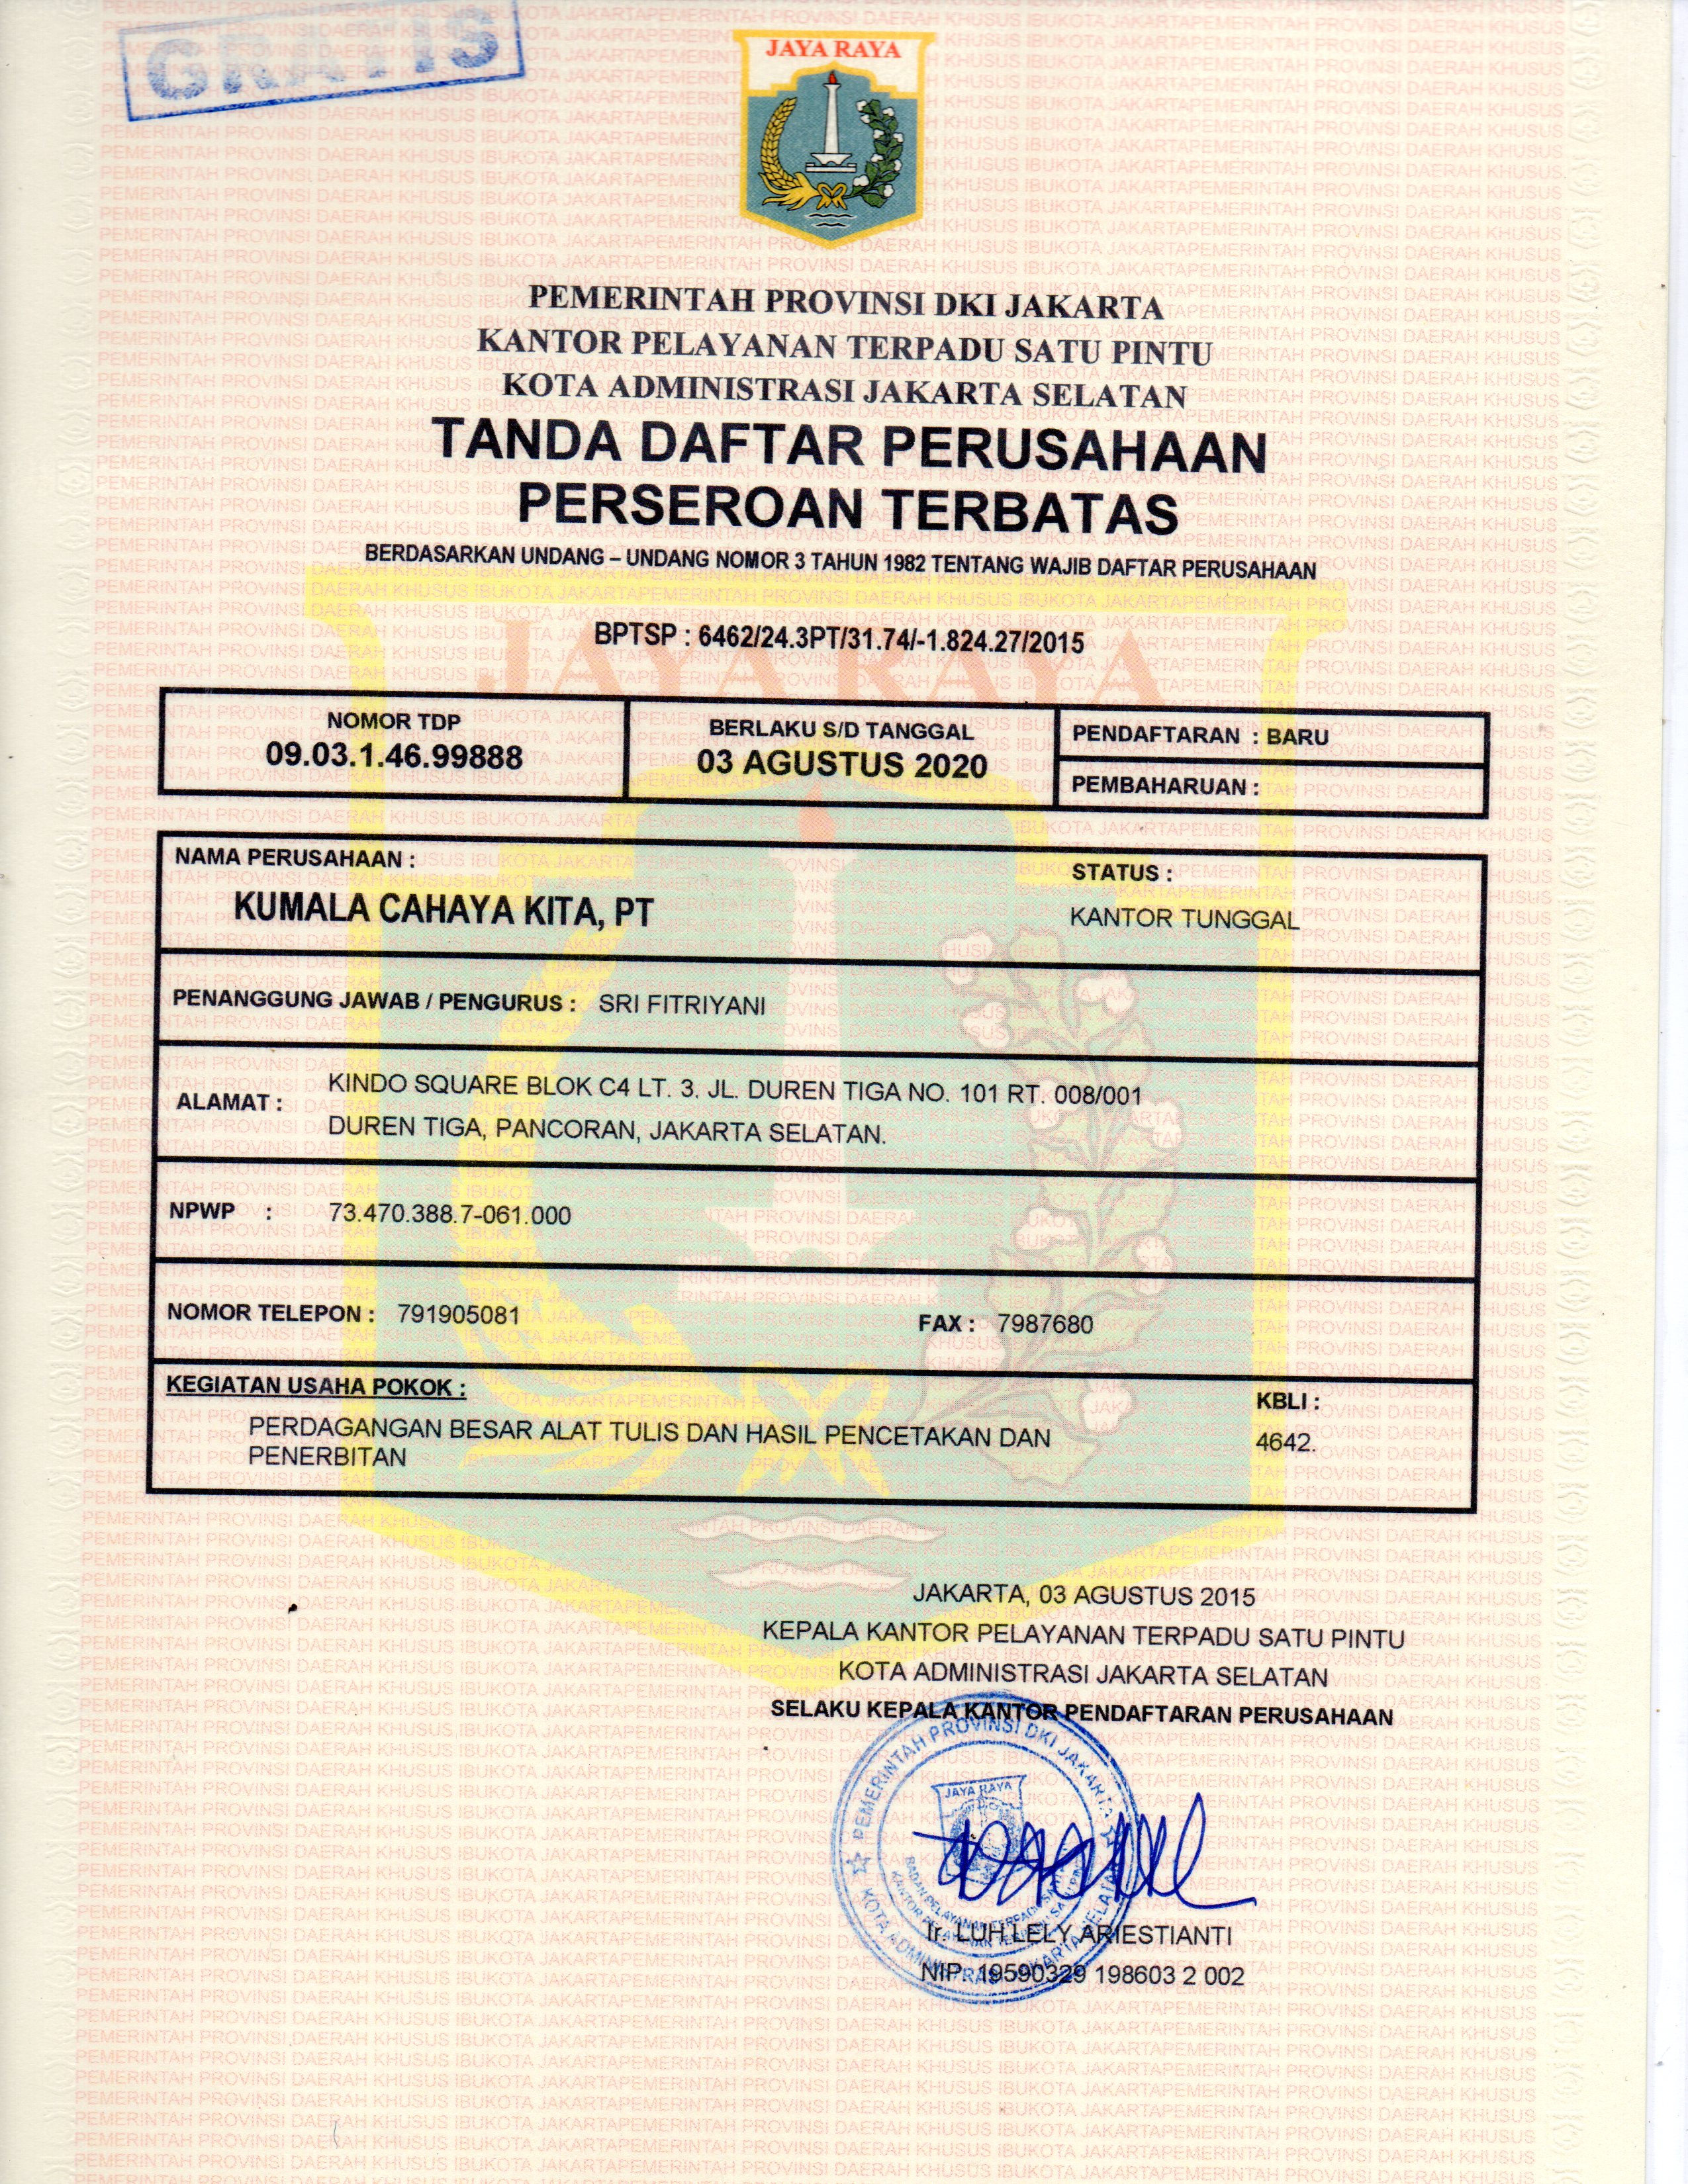 GRATIS
JAYA RAYA
PEMERINTAH PROVINSI DKI JAKARTA
KANTOR PELAYANAN TERPADU SATU PINTU
KOTA ADMINISTRASI JAKARTA SELATAN
TANDA DAFTAR PERUSAHAAN
PERSEROAN TERBATAS
BERDASARKAN UNDANG – UNDANG NOMOR 3 TAHUN 1982 TENTANG WAJIB DAFTAR PERUSAHAAN
JAYA RAYA
BPTSP : 6462/24.3PT/31.74/-1.824.27/2015
NOMOR TDP
09.03.1.46.99888
BERLAKU S/D TANGGAL
03 AGUSTUS 2020
PENDAFTARAN : BARU
PEMBAHARUAN :
NAMA PERUSAHAAN :
KUMALA CAHAYA KITA, PT
STATUS :
KANTOR TUNGGAL
PENANGGUNG JAWAB / PENGURUS : SRI FITRIYANI
ALAMAT :
KINDO SQUARE BLOK C4 LT. 3. JL. DUREN TIGA NO. 101 RT. 008/001
DUREN TIGA, PANCORAN, JAKARTA SELATAN.
NPWP : 73.470.388.7-061.000
NOMOR TELEPON : 791905081 FAX : 7987680
KEGIATAN USAHA POKOK :
PERDAGANGAN BESAR ALAT TULIS DAN HASIL PENCETAKAN DAN
PENERBITAN
KBLI :
4642.
JAKARTA, 03 AGUSTUS 2015
KEPALA KANTOR PELAYANAN TERPADU SATU PINTU
KOTA ADMINISTRASI JAKARTA SELATAN
SELAKU KEPALA KANTOR PENDAFTARAN PERUSAHAAN
PEMERINTAH PROVINSI DKI JAKARTA
JAYA RAYA
BADAN PELAYANAN TERPADU SATU PINTU
KOTA ADMINISTRASI JAKARTA SELATAN
Ir. LUH LELY ARIESTIANTI
NIP. 19590329 198603 2 002